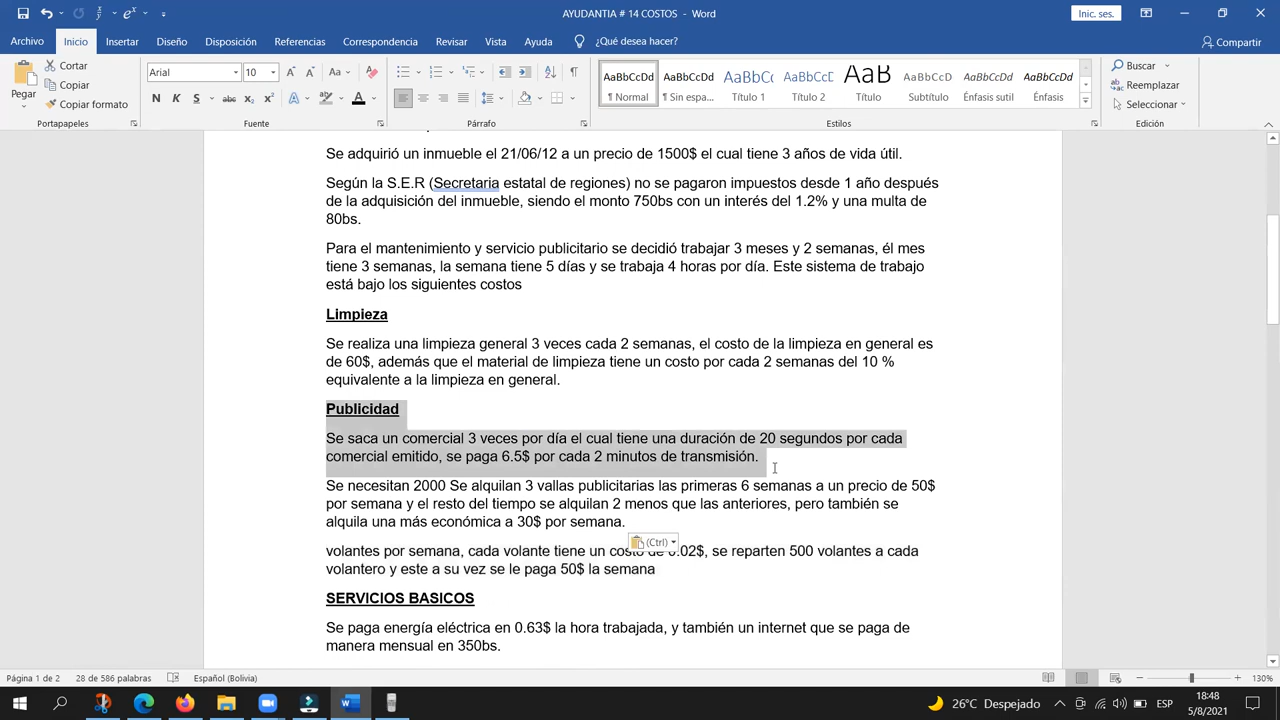 AYUDANTIA # 14 COSTOS - Word
Inic. ses.
Archivo Inicio Insertar Diseño Disposición Referencias Correspondencia Revisar Vista Ayuda ¿Qué desea hacer? Compartir
Pegar
Cortar
Copiar
Copiar formato
Portapapeles
Arial 10
N K S abc x₂ x²
Fuente
Párrafo
AaBbCcDd AaBbCcDd AaBbCc AaBbCcD AaB AaBbCcDd AaBbCcDd AaBbCcDd
¶ Normal ¶ Sin espa... Título 1 Título 2 Título Subtítulo Énfasis sutil Énfasis
Estilos
Buscar
Reemplazar
Seleccionar
Edición
Se adquirió un inmueble el 21/06/12 a un precio de 1500$ el cual tiene 3 años de vida útil.
Según la S.E.R (Secretaria estatal de regiones) no se pagaron impuestos desde 1 año después
de la adquisición del inmueble, siendo el monto 750bs con un interés del 1.2% y una multa de
80bs.
Para el mantenimiento y servicio publicitario se decidió trabajar 3 meses y 2 semanas, él mes
tiene 3 semanas, la semana tiene 5 días y se trabaja 4 horas por día. Este sistema de trabajo
está bajo los siguientes costos
Limpieza
Se realiza una limpieza general 3 veces cada 2 semanas, el costo de la limpieza en general es
de 60$, además que el material de limpieza tiene un costo por cada 2 semanas del 10 %
equivalente a la limpieza en general.
Publicidad
Se saca un comercial 3 veces por día el cual tiene una duración de 20 segundos por cada
comercial emitido, se paga 6.5$ por cada 2 minutos de transmisión.
Se necesitan 2000 Se alquilan 3 vallas publicitarias las primeras 6 semanas a un precio de 50$
por semana y el resto del tiempo se alquilan 2 menos que las anteriores, pero también se
alquila una más económica a 30$ por semana.
(Ctrl)
volantes por semana, cada volante tiene un costo de 0.02$, se reparten 500 volantes a cada
volantero y este a su vez se le paga 50$ la semana
SERVICIOS BASICOS
Se paga energía eléctrica en 0.63$ la hora trabajada, y también un internet que se paga de
manera mensual en 350bs.
Página 1 de 2 28 de 586 palabras Español (Bolivia) 130%
26°C Despejado ESP 18:48
5/8/2021